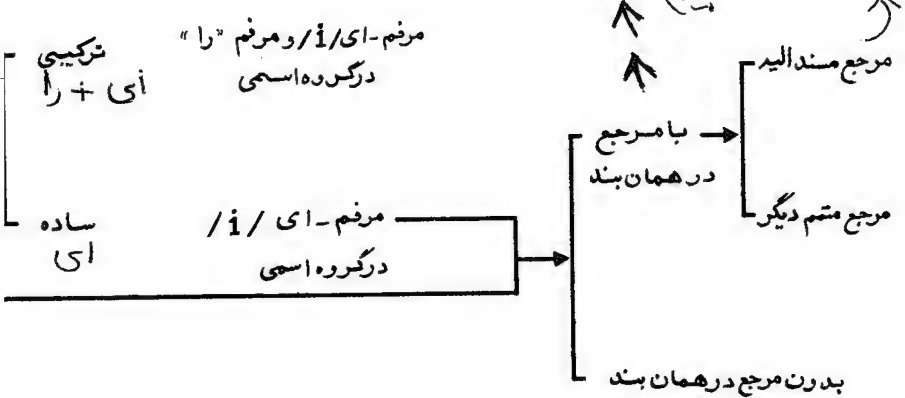 ترکیبی
ای + را
مرفم -ای /i/ و مرفم «را»
درگروه اسمی
مرجع مسندالیه
با مرجع
در همان بند
مرجع متمم دیگر
ساده
ای
مرفم -ای /i/
درگروه اسمی
بدون مرجع در همان بند